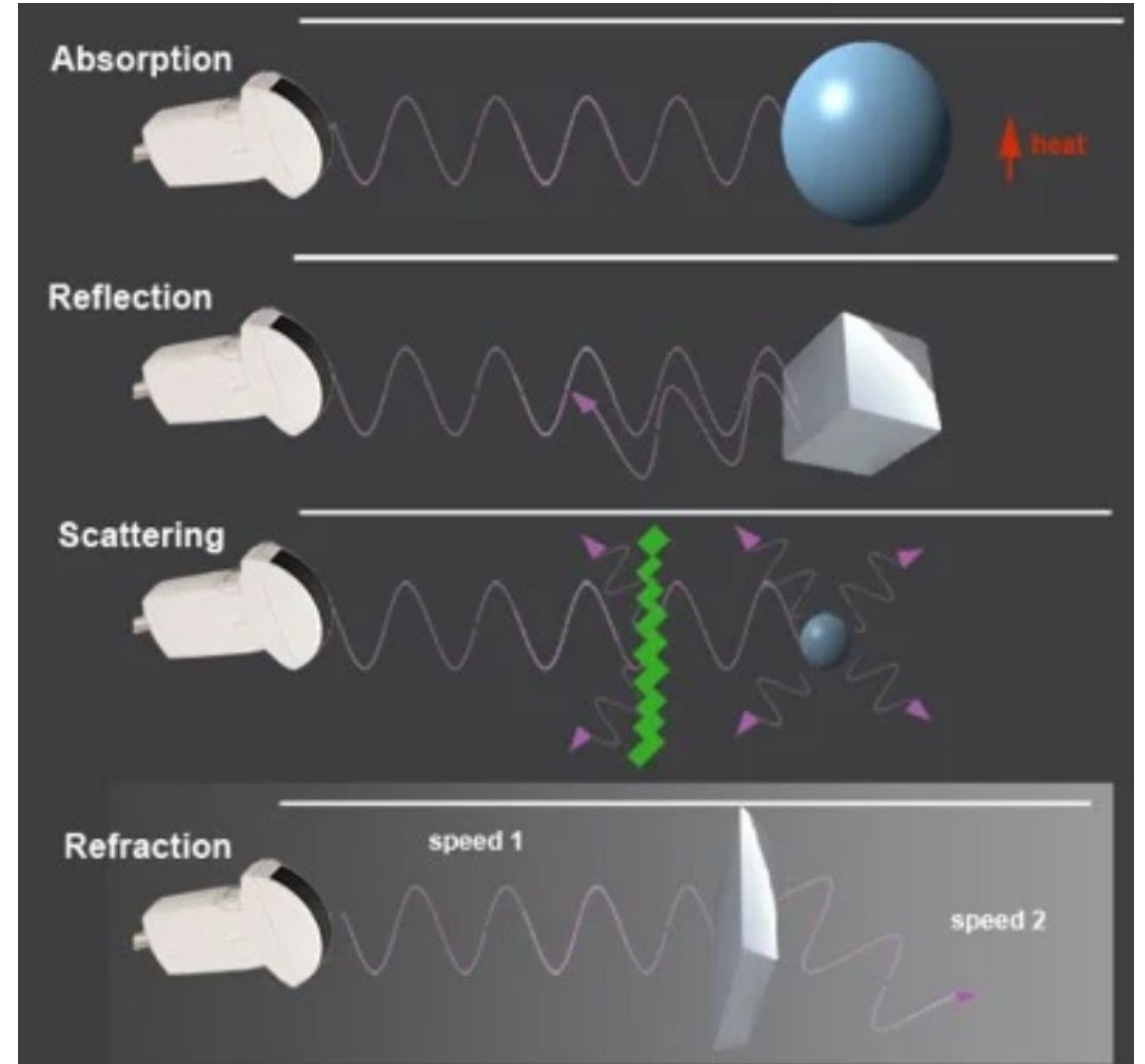 Absorption
heat
Reflection
Scattering
Refraction
speed 1
speed 2